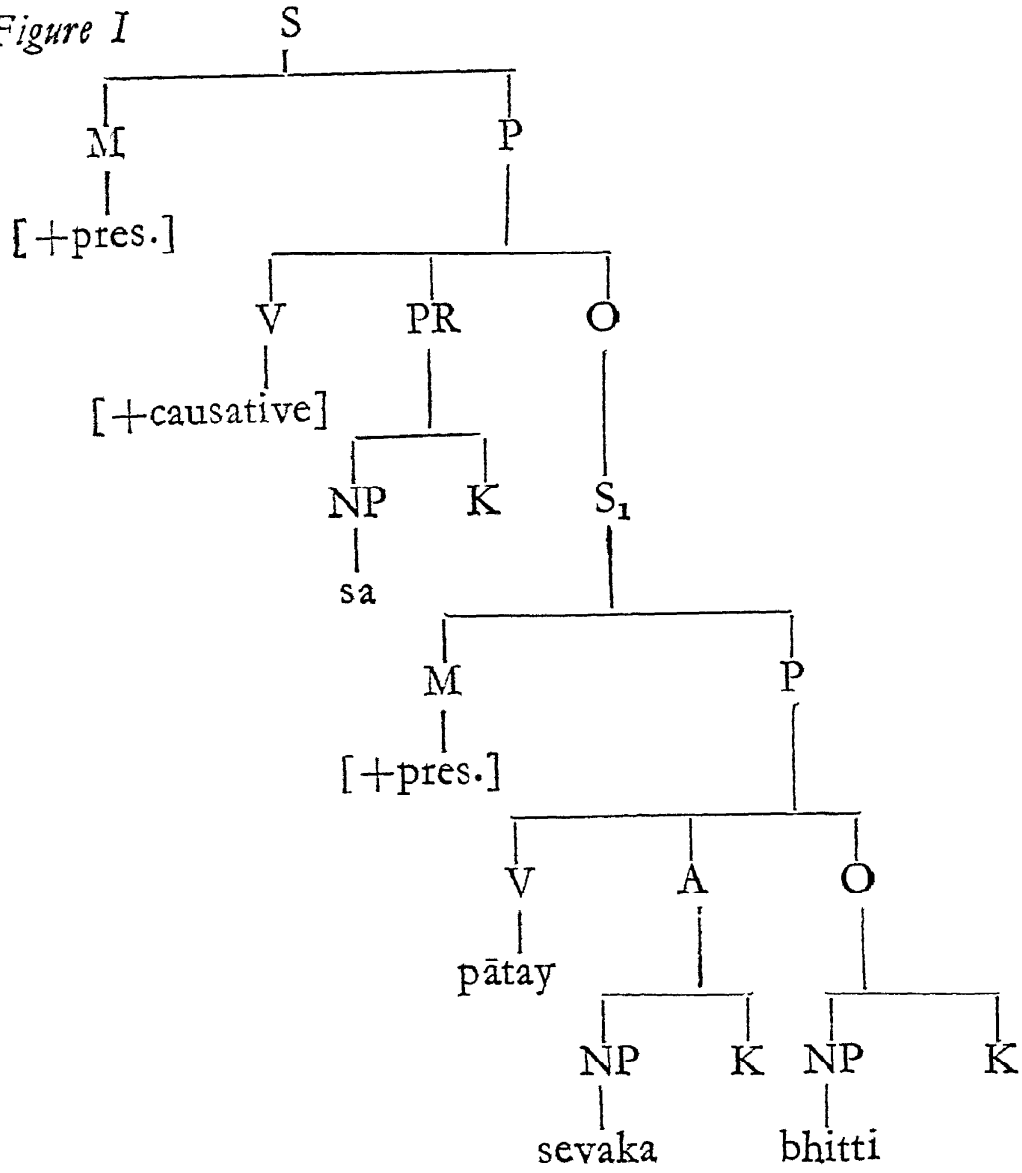 Figure I
S
M P
[+pres.]
V PR O
[+causative]
NP K S₁
sa
M P
[+pres.]
V A O
pātay
NP K NP K
sevaka bhitti